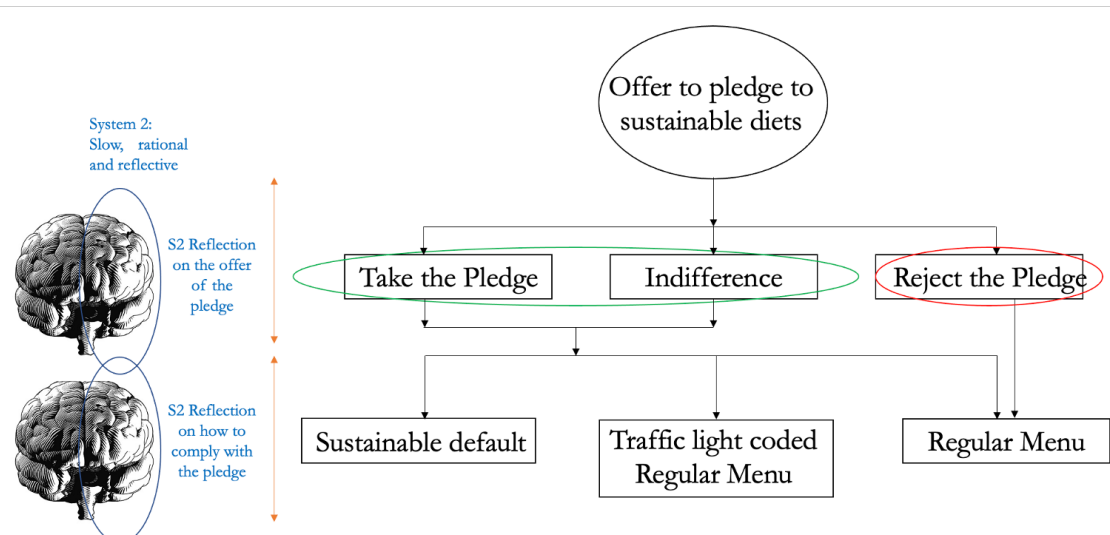 Offer to pledge to
sustainable diets
System 2:
Slow, rational
and reflective
S2 Reflection
on the offer
of the
pledge
Take the Pledge
Indifference
Reject the Pledge
S2 Reflection
on how to
comply with
the pledge
Sustainable default
Traffic light coded
Regular Menu
Regular Menu